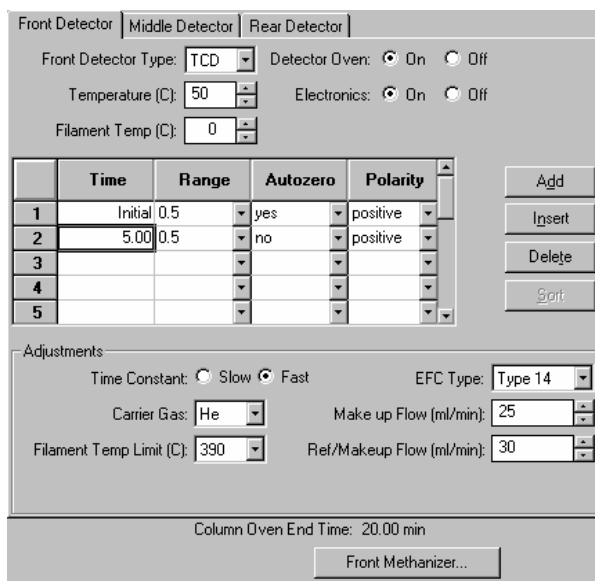 Front Detector Middle Detector Rear Detector
Front Detector Type: TCD Detector Oven: On Off
Temperature (C): 50 Electronics: On Off
Filament Temp (C): 0
Time Range Autozero Polarity
1 Initial 0.5 yes positive
2 5.00 0.5 no positive
3
4
5
Add
Insert
Delete
Sort
Adjustments
Time Constant: Slow Fast EFC Type: Type 14
Carrier Gas: He Make up Flow (ml/min): 25
Filament Temp Limit (C): 390 Ref/Makeup Flow (ml/min): 30
Column Oven End Time: 20.00 min
Front Methanizer...